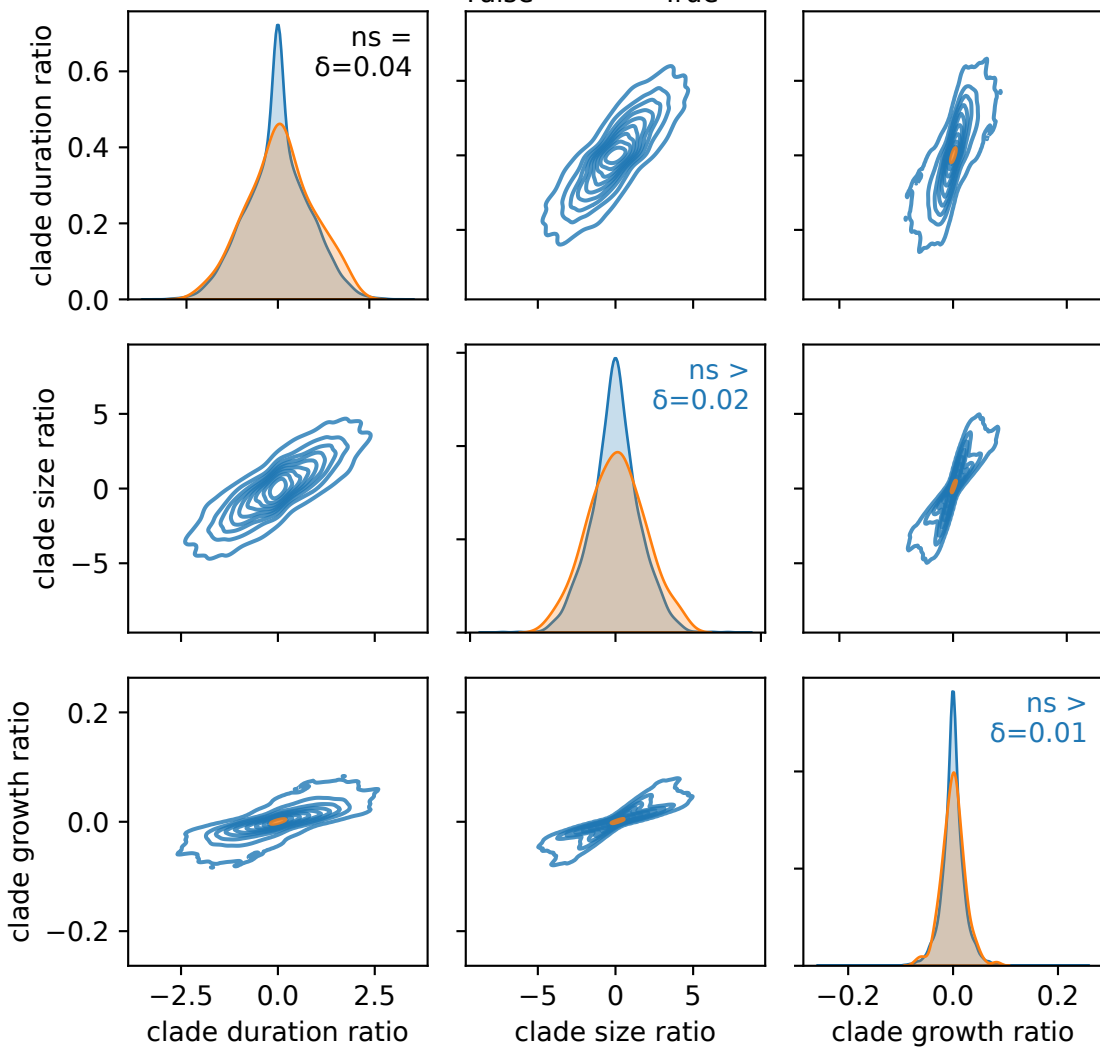 clade duration ratio
0.6
0.4
0.2
0.0
ns =
δ=0.04
clade size ratio
5
0
−5
ns >
δ=0.02
clade growth ratio
0.2
0.0
−0.2
ns >
δ=0.01
−2.5 0.0 2.5
−5 0 5
−0.2 0.0 0.2
clade duration ratio
clade size ratio
clade growth ratio